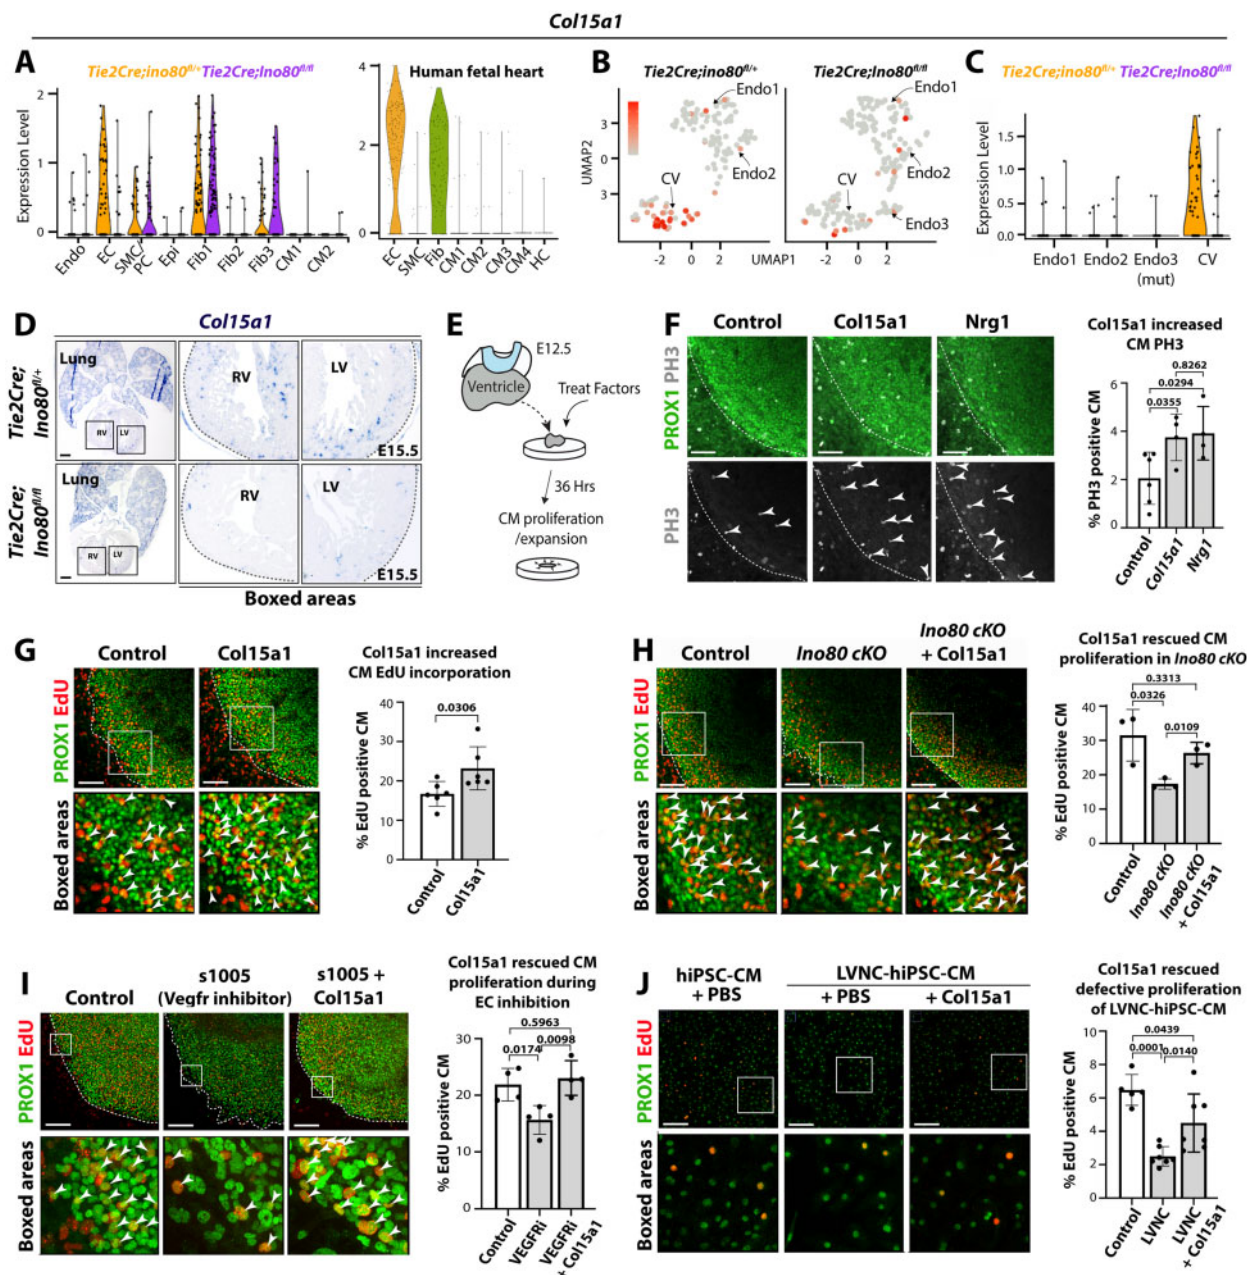 Col15a1
A
Tie2Cre;ino80fl/+ Tie2Cre;Ino80fl/fl
Expression Level
2
1
0
Endo
EC
SMC/
PC
Epi
Fib1
Fib2
Fib3
CM1
CM2
Human fetal heart
4
2
0
EC
SMC
Fib
CM1
CM2
CM3
CM4
HC
B
Tie2Cre;ino80fl/+
Tie2Cre;Ino80fl/fl
UMAP2
3
0
3
Endo1
Endo2
CV
-2 0 2
UMAP1
Endo1
Endo2
CV
Endo3
-2 0 2
C
Tie2Cre;ino80fl/+ Tie2Cre;Ino80fl/fl
Expression Level
1.5
1.0
0.5
0.0
Endo1
Endo2
Endo3
(mut)
CV
D
Col15a1
Tie2Cre;
Ino80fl/+
Lung
RV
LV
RV
LV
E15.5
Tie2Cre;
Ino80fl/fl
Lung
RV
LV
RV
LV
E15.5
Boxed areas
E
E12.5
Ventricle
Treat Factors
36 Hrs
CM proliferation
/expansion
F
Control
Col15a1
Nrg1
PROX1 PH3
PH3
Col15a1 increased
CM PH3
0.8262
0.0294
0.0355
% PH3 positive CM
6
4
2
0
Control
Col15a1
Nrg1
G
Control
Col15a1
PROX1 EdU
Boxed areas
Col15a1 increased
CM EdU incorporation
0.0306
% EdU positive CM
40
30
20
10
0
Control
Col15a1
H
Control
Ino80 cKO
Ino80 cKO
+ Col15a1
PROX1 EdU
Boxed areas
Col15a1 rescued CM
proliferation in Ino80 cKO
0.3313
0.0326
0.0109
% EdU positive CM
40
30
20
10
0
Control
Ino80 cKO
Ino80 cKO
+ Col15a1
I
Control
s1005
(Vegfr inhibitor)
s1005 +
Col15a1
PROX1 EdU
Boxed areas
Col15a1 rescued CM
proliferation during
EC inhibition
0.5963
0.0174
0.0098
% EdU positive CM
30
20
10
0
Control
VEGFRi
VEGFRi
+ Col15a1
J
hiPSC-CM
+ PBS
LVNC-hiPSC-CM
+ PBS
+ Col15a1
PROX1 EdU
Boxed areas
Col15a1 rescued
defective proliferation
of LVNC-hiPSC-CM
0.0439
0.0001
0.0140
% EdU positive CM
10
8
6
4
2
0
Control
LVNC
LVNC
+ Col15a1